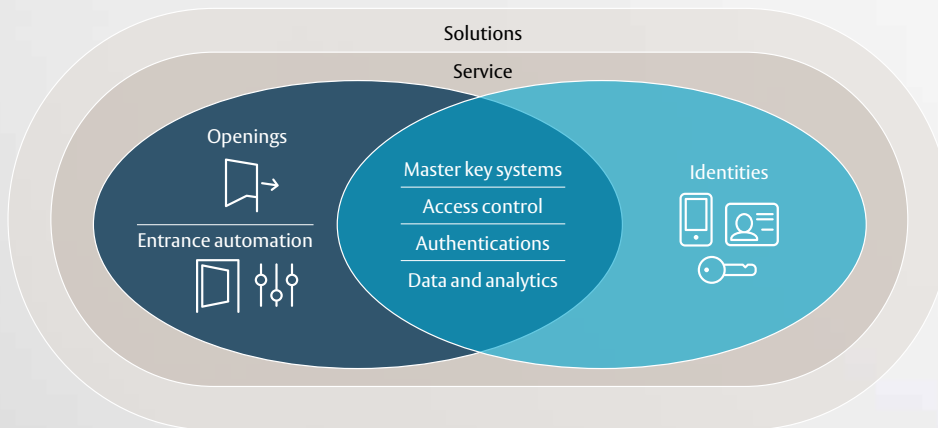 Solutions
Service
Openings
Entrance automation
Master key systems
Access control
Authentications
Data and analytics
Identities